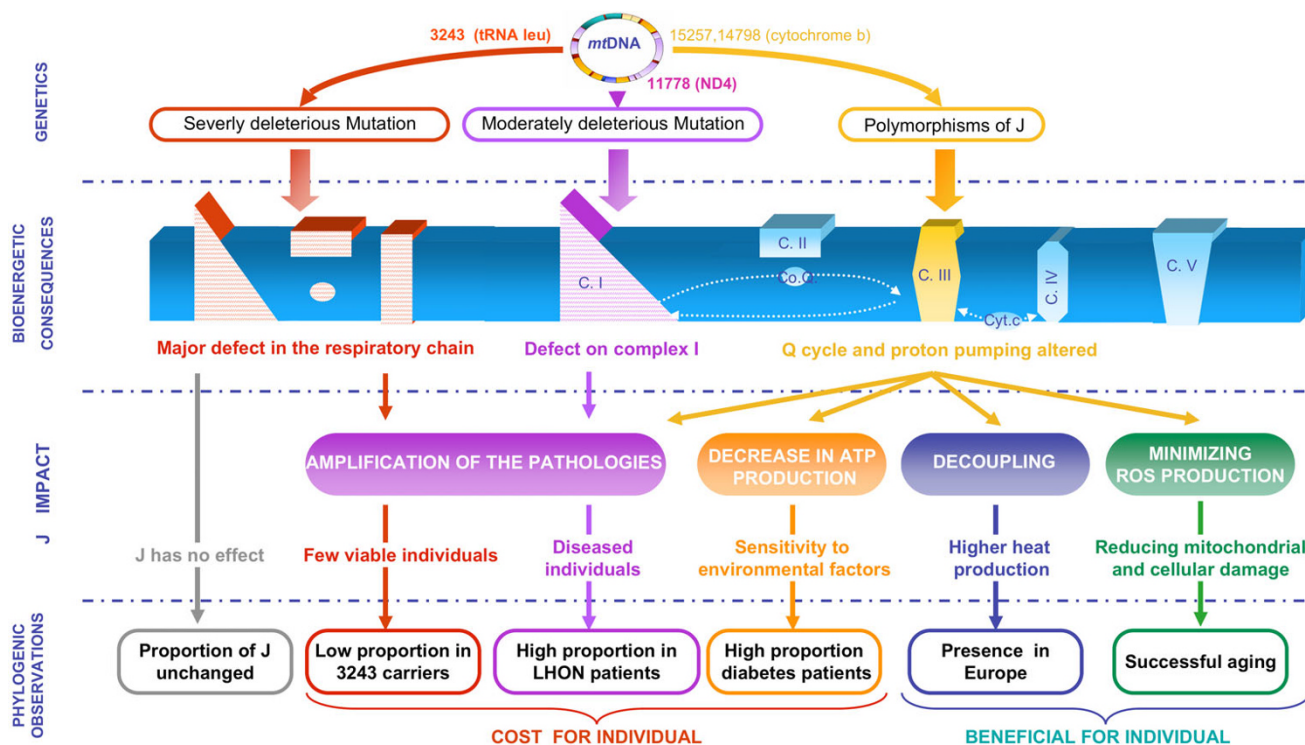 3243 (tRNA leu)
mtDNA
15257,14798 (cytochrome b)
11778 (ND4)
GENETICS
Severly deleterious Mutation
Moderately deleterious Mutation
Polymorphisms of J
BIOENERGETIC
CONSEQUENCES
C. I
C. II
Co.Q.
C. III
Cyt.c
C. IV
C. V
Major defect in the respiratory chain
Defect on complex I
Q cycle and proton pumping altered
J IMPACT
AMPLIFICATION OF THE PATHOLOGIES
DECREASE IN ATP
PRODUCTION
DECOUPLING
MINIMIZING
ROS PRODUCTION
J has no effect
Few viable individuals
Diseased
individuals
Sensitivity to
environmental factors
Higher heat
production
Reducing mitochondrial
and cellular damage
PHYLOGENIC
OBSERVATIONS
Proportion of J
unchanged
Low proportion in
3243 carriers
High proportion in
LHON patients
High proportion
diabetes patients
Presence in
Europe
Successful aging
COST FOR INDIVIDUAL
BENEFICIAL FOR INDIVIDUAL